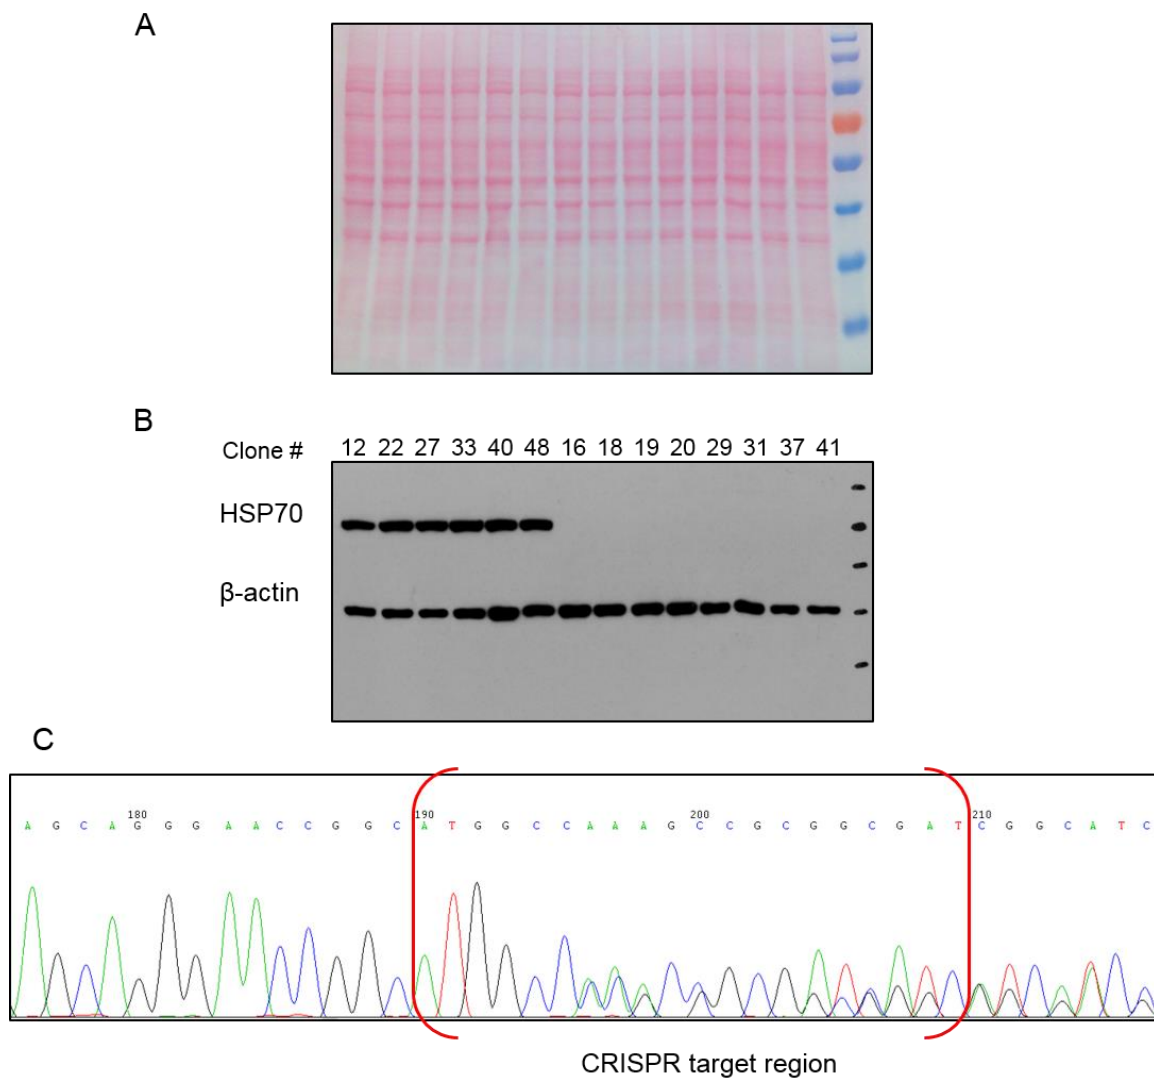 A
B
Clone # 12 22 27 33 40 48 16 18 19 20 29 31 37 41
HSP70
β-actin
C
180 190 200 210
A G C A G G G A A C C G G C A T G G C C A A A G C C G C G G C G A T C G G C A T C
CRISPR target region